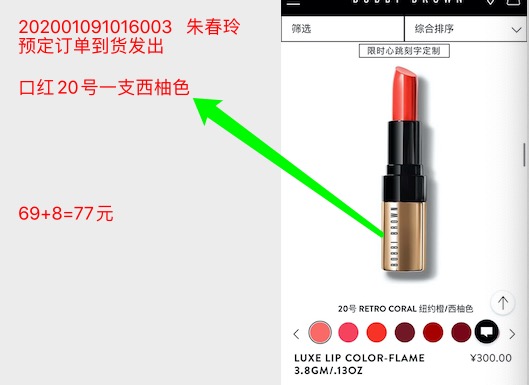 202001091016003 朱春玲
预定订单到货发出
口红20号一支西柚色
69+8=77元
BOBBI BROWN
筛选
综合排序
限时心跳刻字定制
BOBBI BROWN
20号 RETRO CORAL 纽约橙/西柚色
LUXE LIP COLOR-FLAME
3.8GM/.13OZ
¥300.00